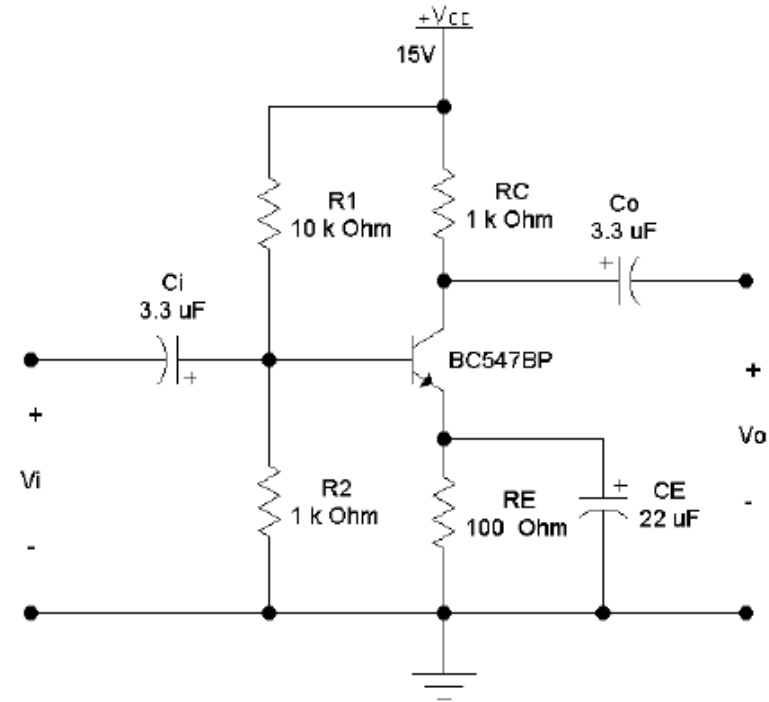 +VCC
15V
R1
10 k Ohm
RC
1 k Ohm
Co
3.3 uF
+
Ci
3.3 uF
+
BC547BP
+
Vi
-
+
Vo
-
R2
1 k Ohm
RE
100 Ohm
+
CE
22 uF